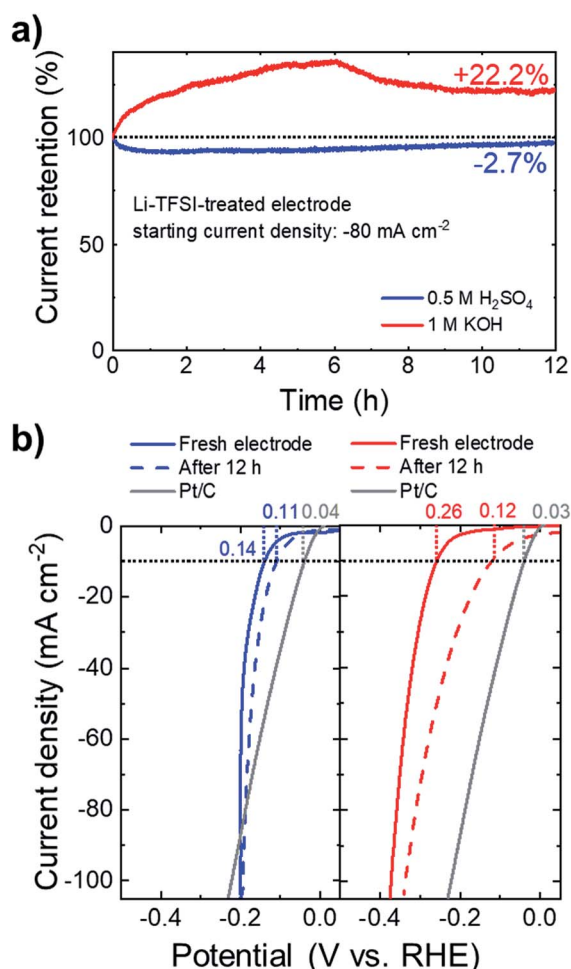 a)
Current retention (%)
100
50
0
+22.2%
-2.7%
Li-TFSI-treated electrode
starting current density: -80 mA cm⁻²
0.5 M H₂SO₄
1 M KOH
0 2 4 6 8 10 12
Time (h)
b)
Fresh electrode
After 12 h
Pt/C
Fresh electrode
After 12 h
Pt/C
0.14 0.11 0.04
0.26 0.12 0.03
Current density (mA cm⁻²)
0
-20
-40
-60
-80
-100
-0.4 -0.2 0.0
-0.4 -0.2 0.0
Potential (V vs. RHE)